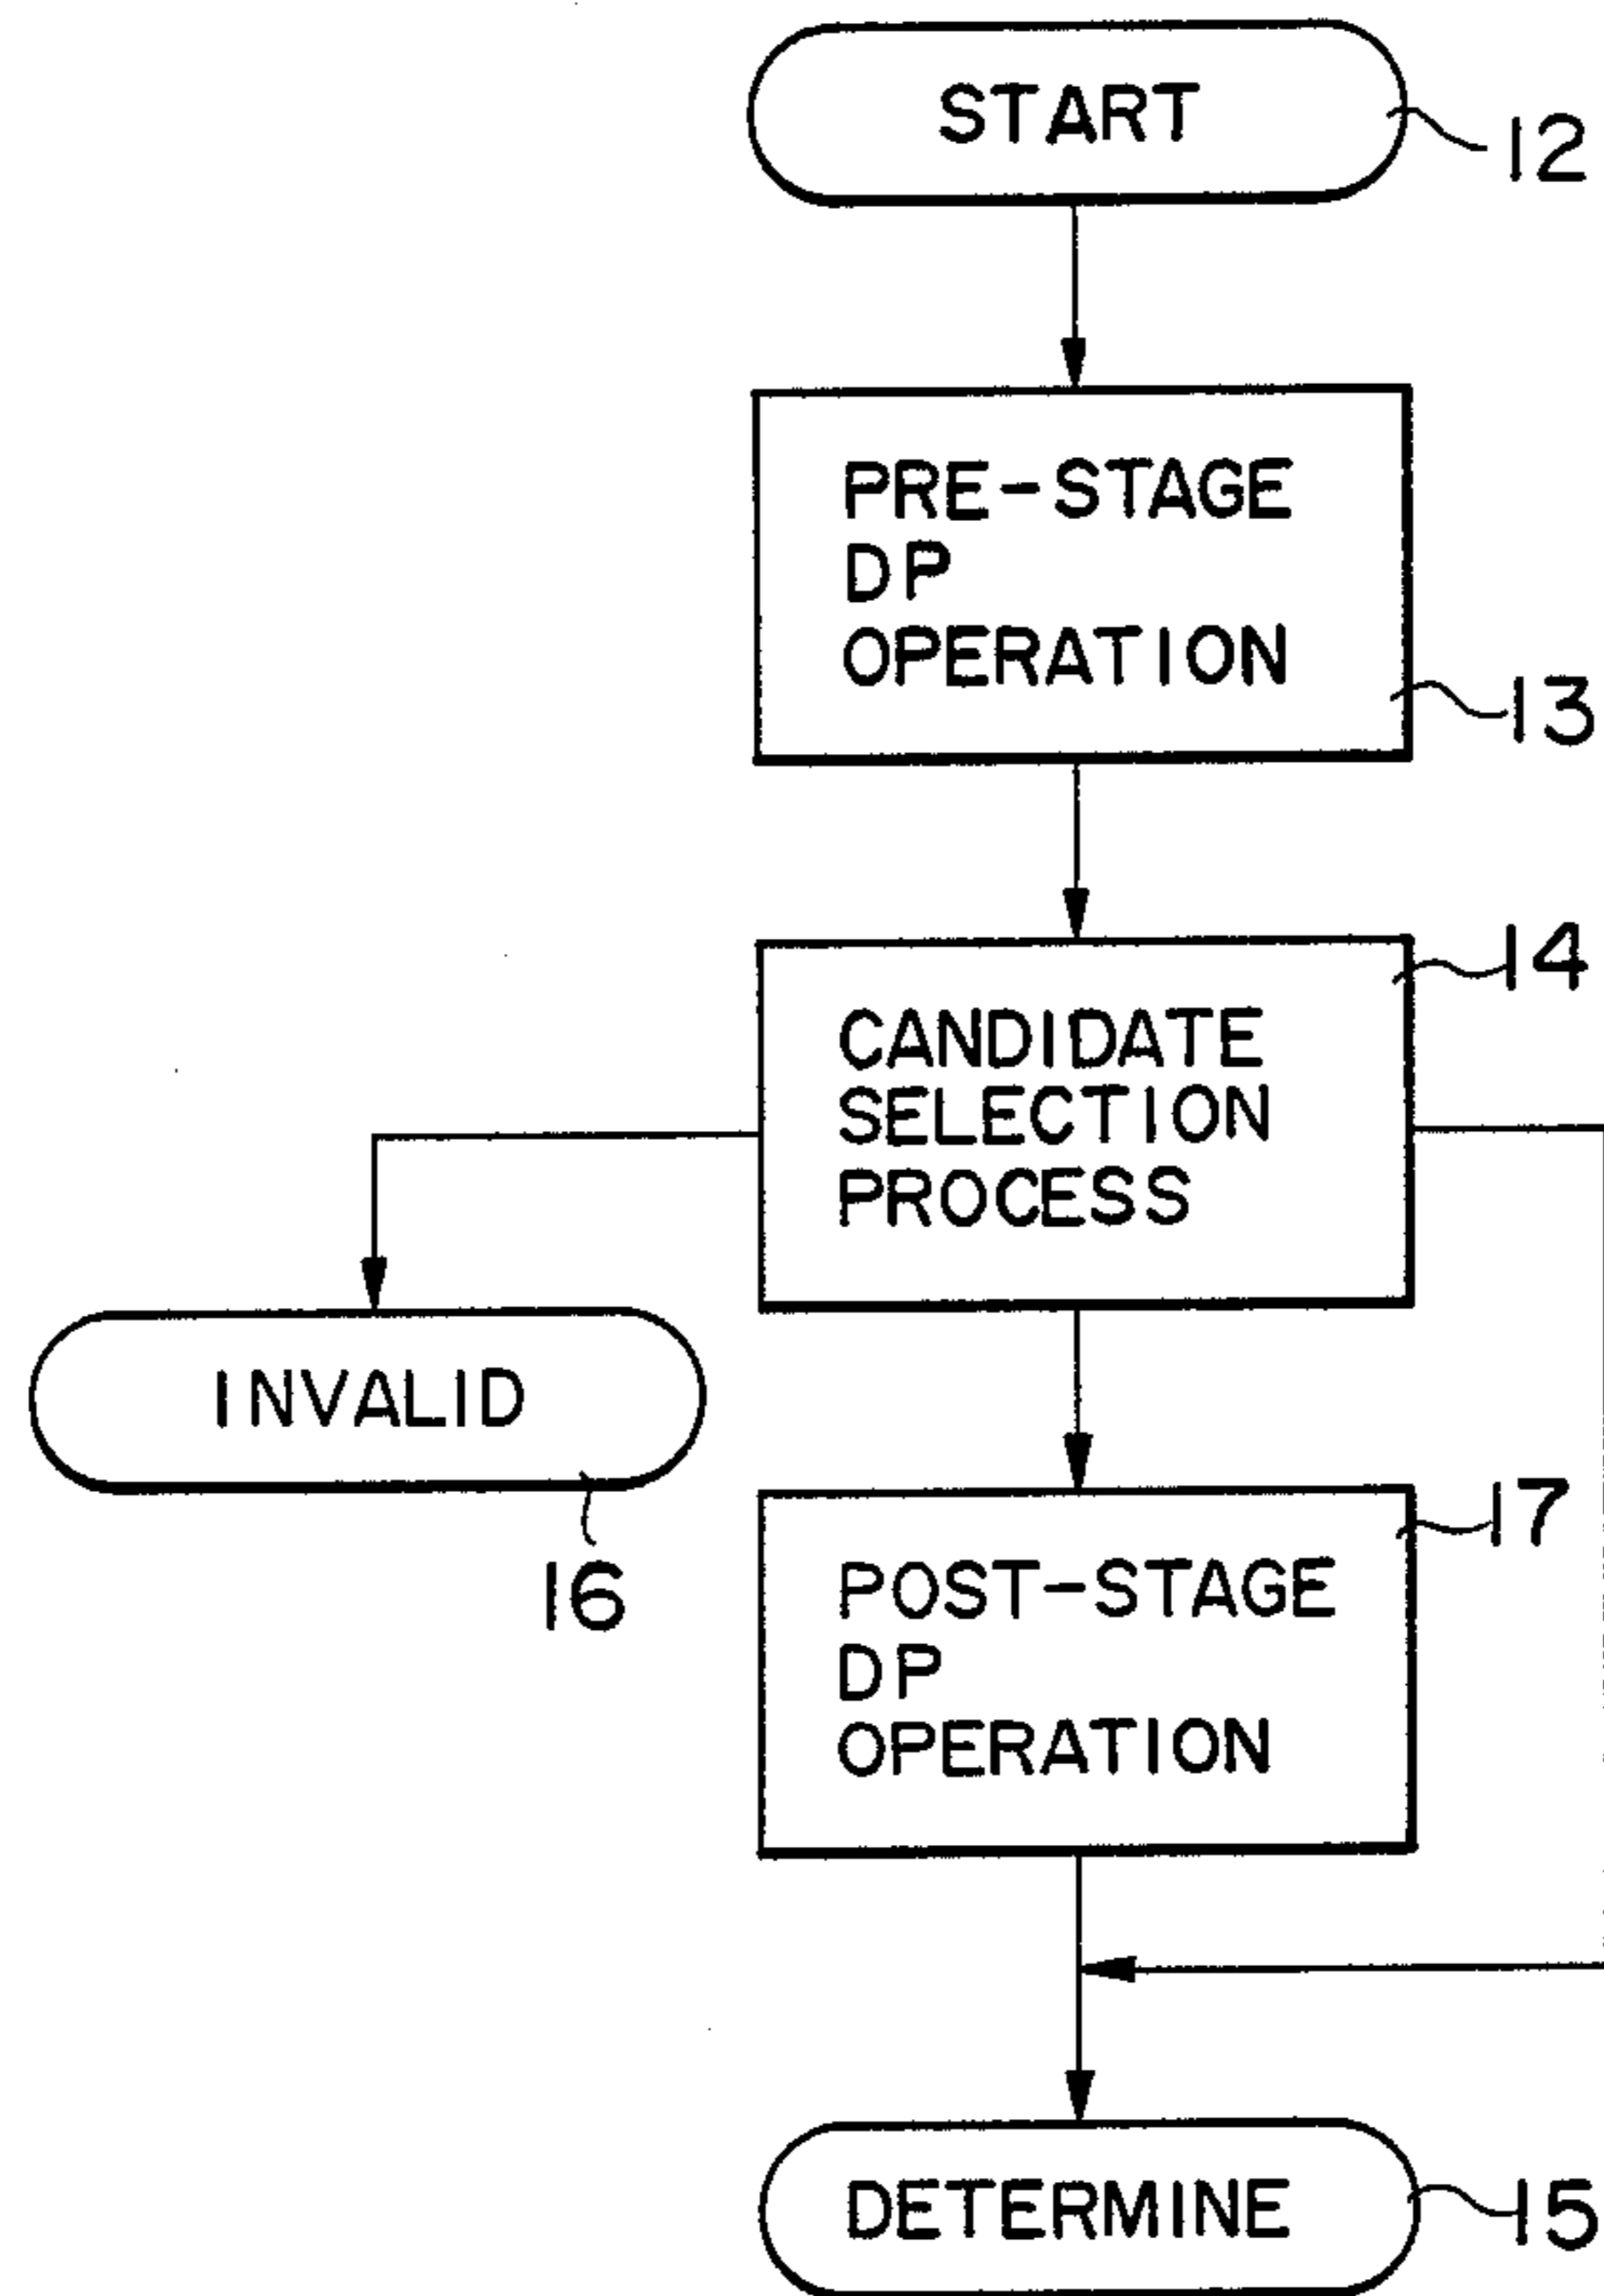 START
12
PRE-STAGE
DP
OPERATION
13
14
CANDIDATE
SELECTION
PROCESS
INVALID
16
17
POST-STAGE
DP
OPERATION
DETERMINE
15